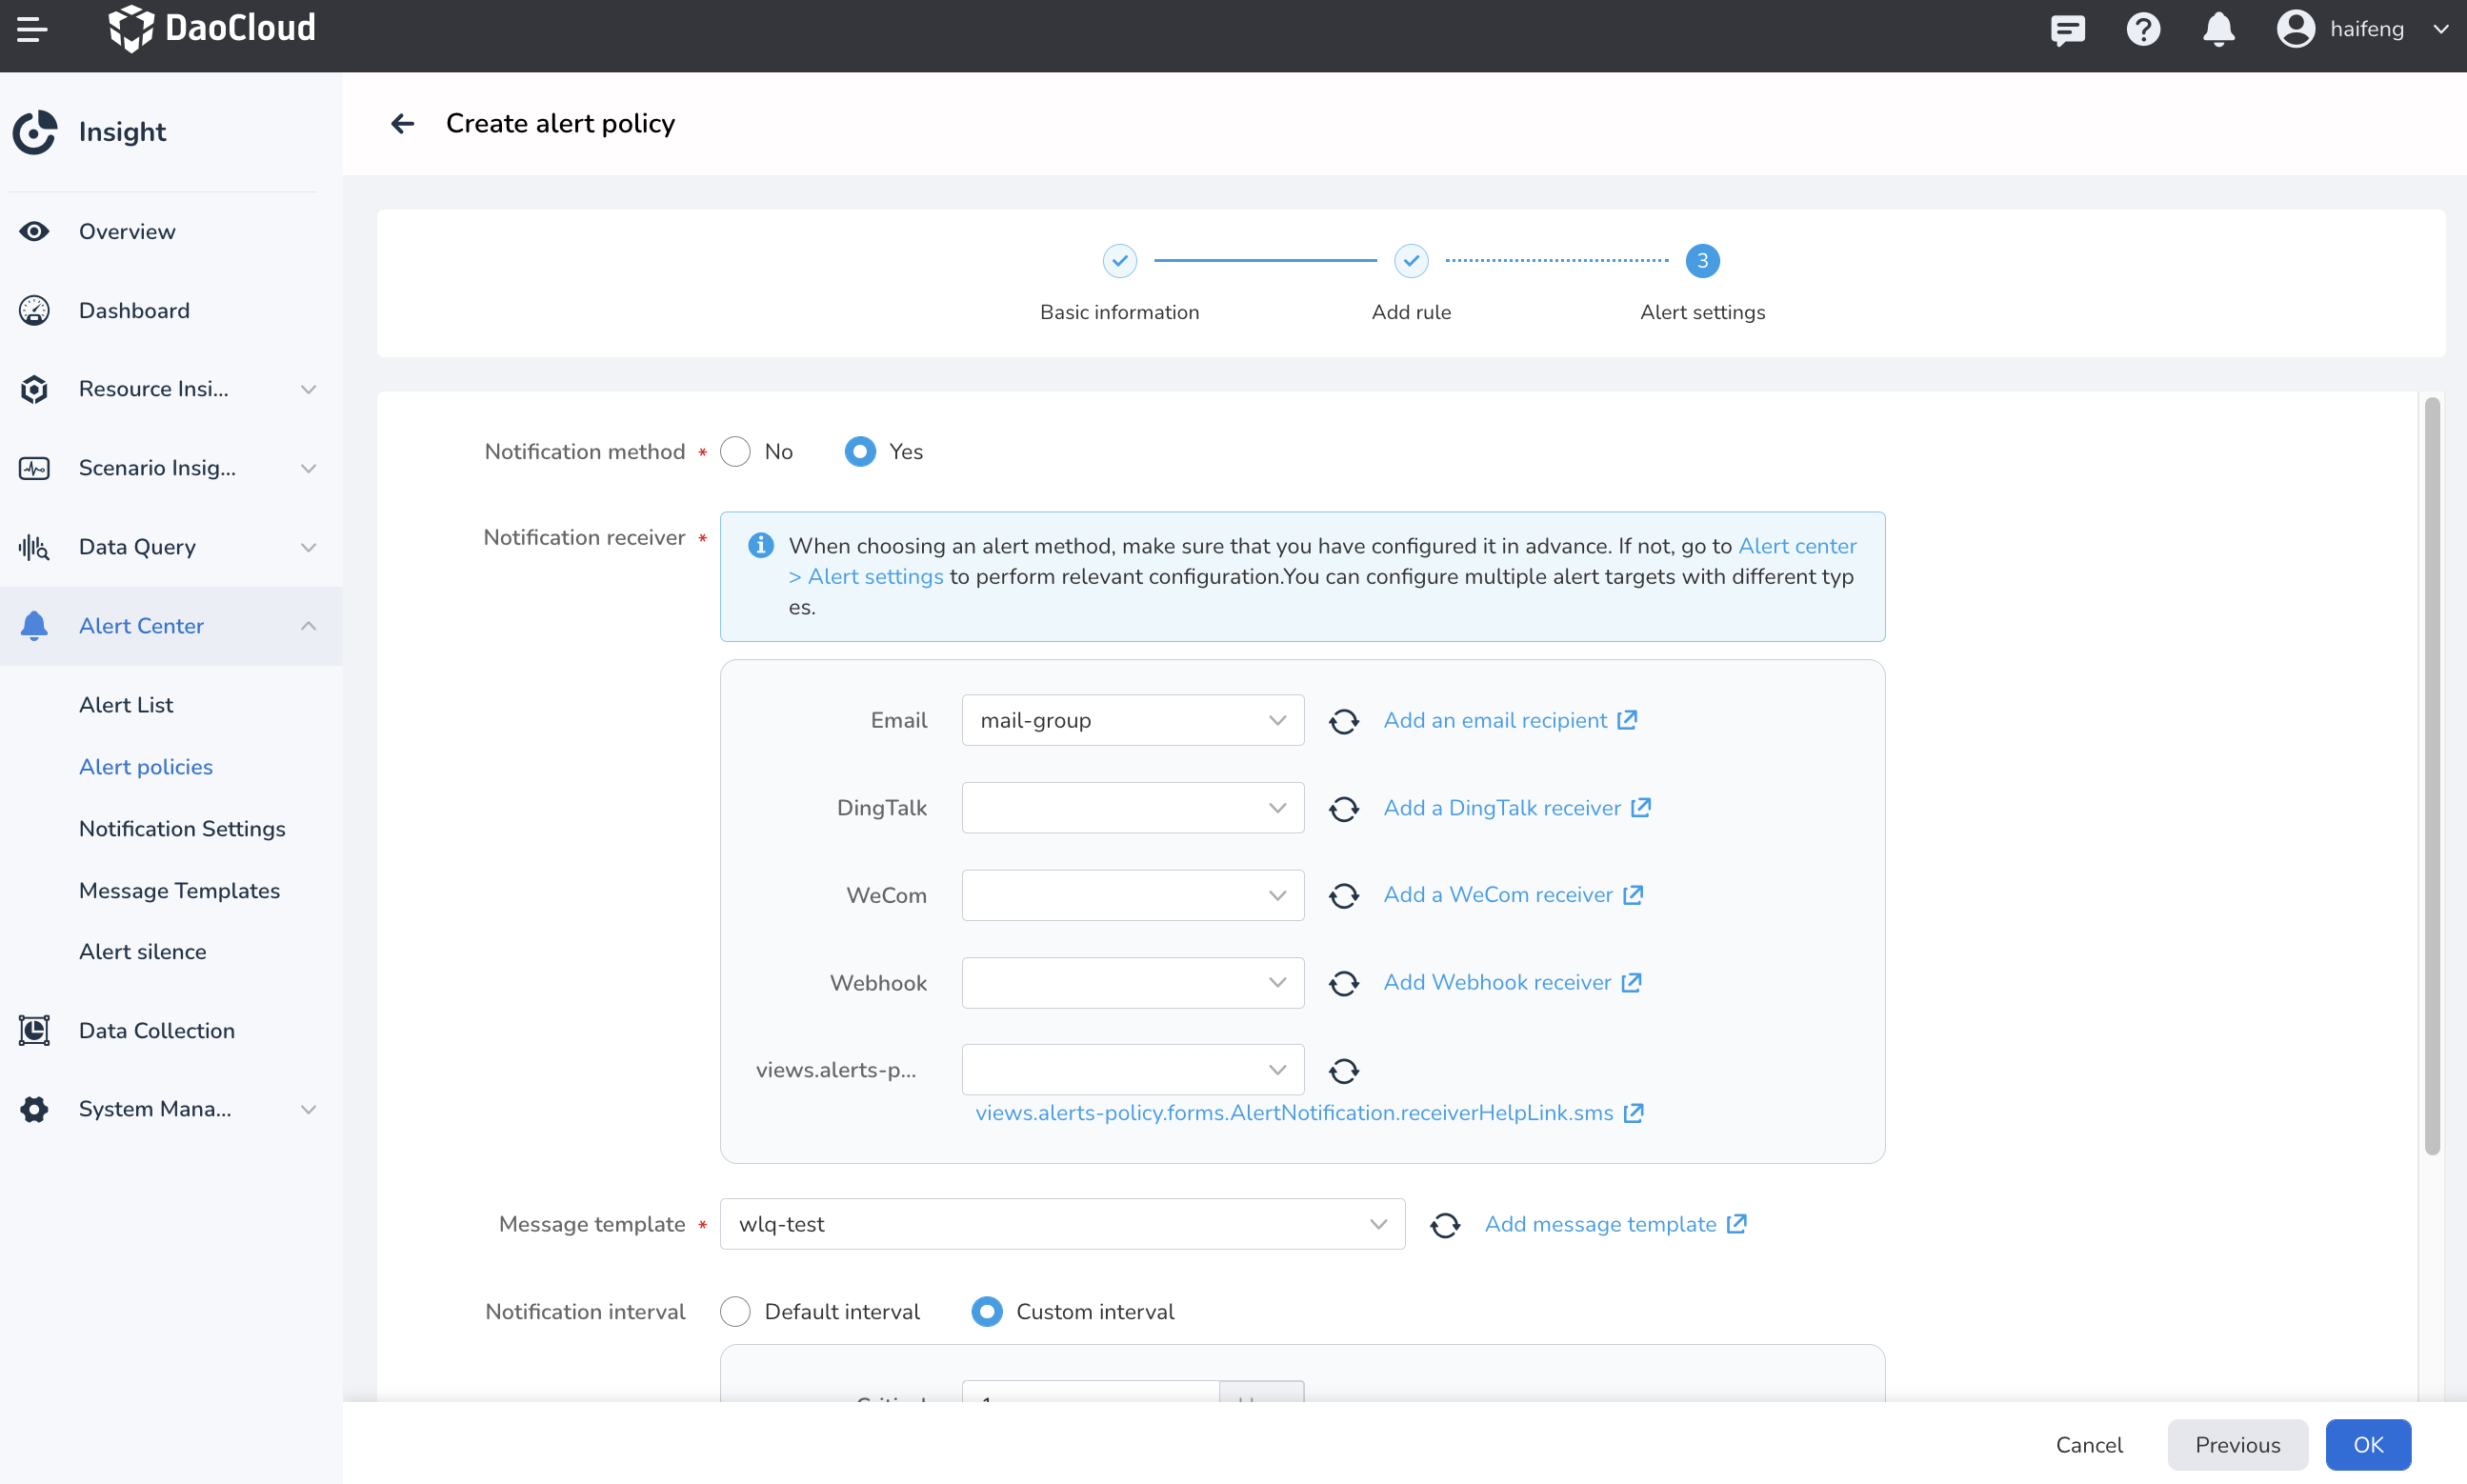 DaoCloud
haifeng
Insight
Overview
Dashboard
Resource Insi...
Scenario Insig...
Data Query
Alert Center
Alert List
Alert policies
Notification Settings
Message Templates
Alert silence
Data Collection
System Mana...
Create alert policy
3
Basic information
Add rule
Alert settings
Notification method * No Yes
Notification receiver *
When choosing an alert method, make sure that you have configured it in advance. If not, go to Alert center
> Alert settings to perform relevant configuration.You can configure multiple alert targets with different typ
es.
Email mail-group Add an email recipient
DingTalk Add a DingTalk receiver
WeCom Add a WeCom receiver
Webhook Add Webhook receiver
views.alerts-p...
views.alerts-policy.forms.AlertNotification.receiverHelpLink.sms
Message template * wlq-test Add message template
Notification interval Default interval Custom interval
Cancel Previous OK